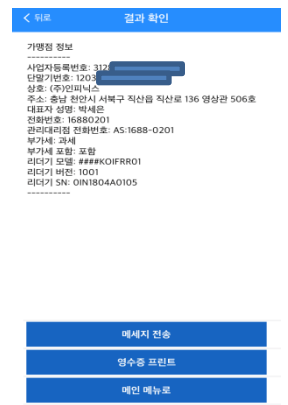 뒤로 결과 확인
가맹점 정보
----------
사업자등록번호: 312
단말기번호: 1203
상호: (주)인피닉스
주소: 충남 천안시 서북구 직산읍 직산로 136 영상관 506호
대표자 성명: 박세은
전화번호: 16880201
관리대리점 전화번호: AS:1688-0201
부가세: 과세
부가세 포함: 포함
리더기 모델: ####KOIFRR01
리더기 버전: 1001
리더기 SN: 0IN1804A0105
----------
메세지 전송
영수증 프린트
메인 메뉴로